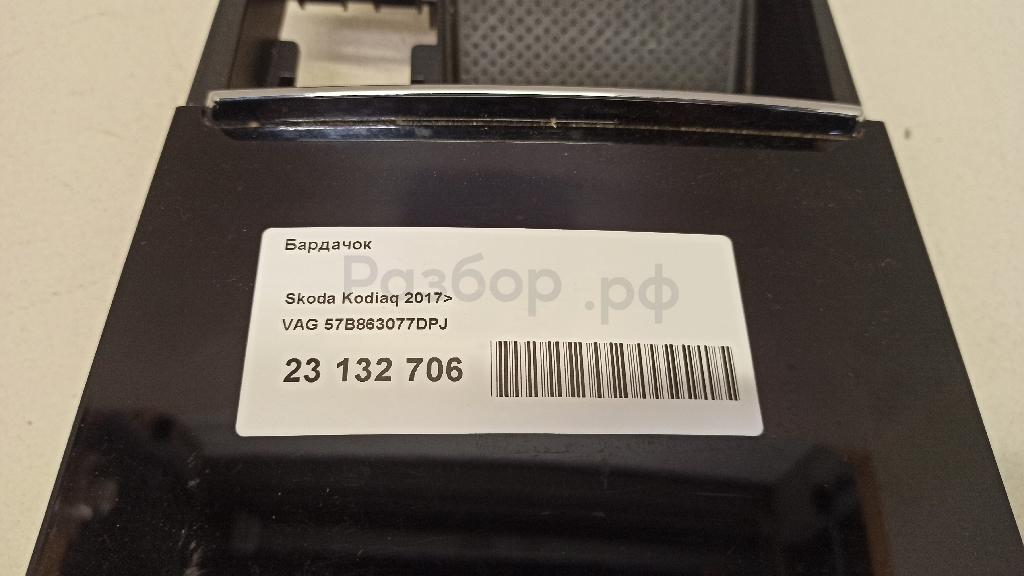 Бардачок
Разбор.рф
Skoda Kodiaq 2017>
VAG 57B863077DPJ
23 132 706